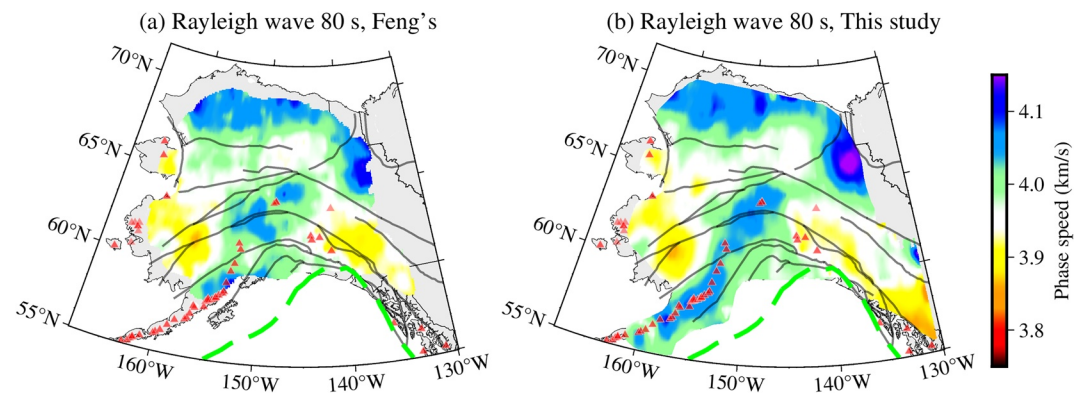 (a) Rayleigh wave 80 s, Feng's
(b) Rayleigh wave 80 s, This study
70°N
65°N
60°N
55°N
160°W
150°W
140°W
130°W
70°N
65°N
60°N
55°N
160°W
150°W
140°W
130°W
4.1
4.0
3.9
3.8
Phase speed (km/s)